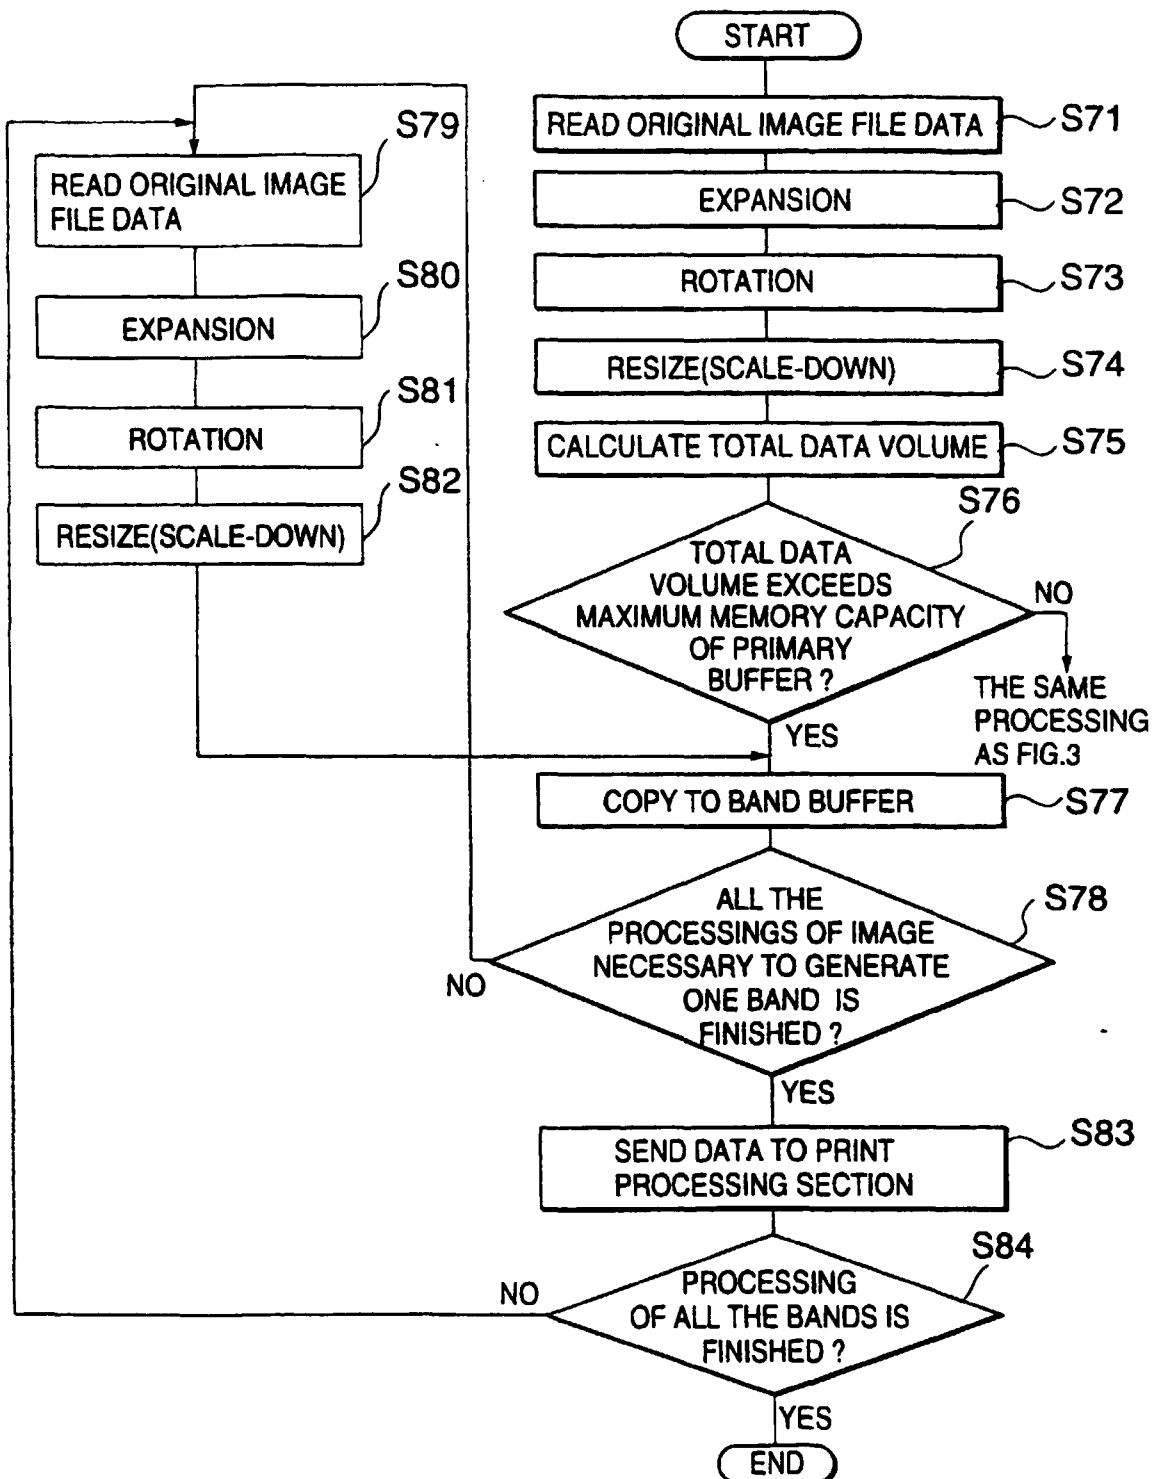 START
READ ORIGINAL IMAGE FILE DATA
S71
EXPANSION
S72
ROTATION
S73
RESIZE(SCALE-DOWN)
S74
CALCULATE TOTAL DATA VOLUME
S75
S76
TOTAL DATA
VOLUME EXCEEDS
MAXIMUM MEMORY CAPACITY
OF PRIMARY
BUFFER ?
NO
THE SAME
PROCESSING
AS FIG.3
YES
COPY TO BAND BUFFER
S77
S78
ALL THE
PROCESSINGS OF IMAGE
NECESSARY TO GENERATE
ONE BAND IS
FINISHED ?
NO
YES
S79
READ ORIGINAL IMAGE
FILE DATA
S80
EXPANSION
S81
ROTATION
S82
RESIZE(SCALE-DOWN)
SEND DATA TO PRINT
PROCESSING SECTION
S83
S84
PROCESSING
OF ALL THE BANDS IS
FINISHED ?
NO
YES
END